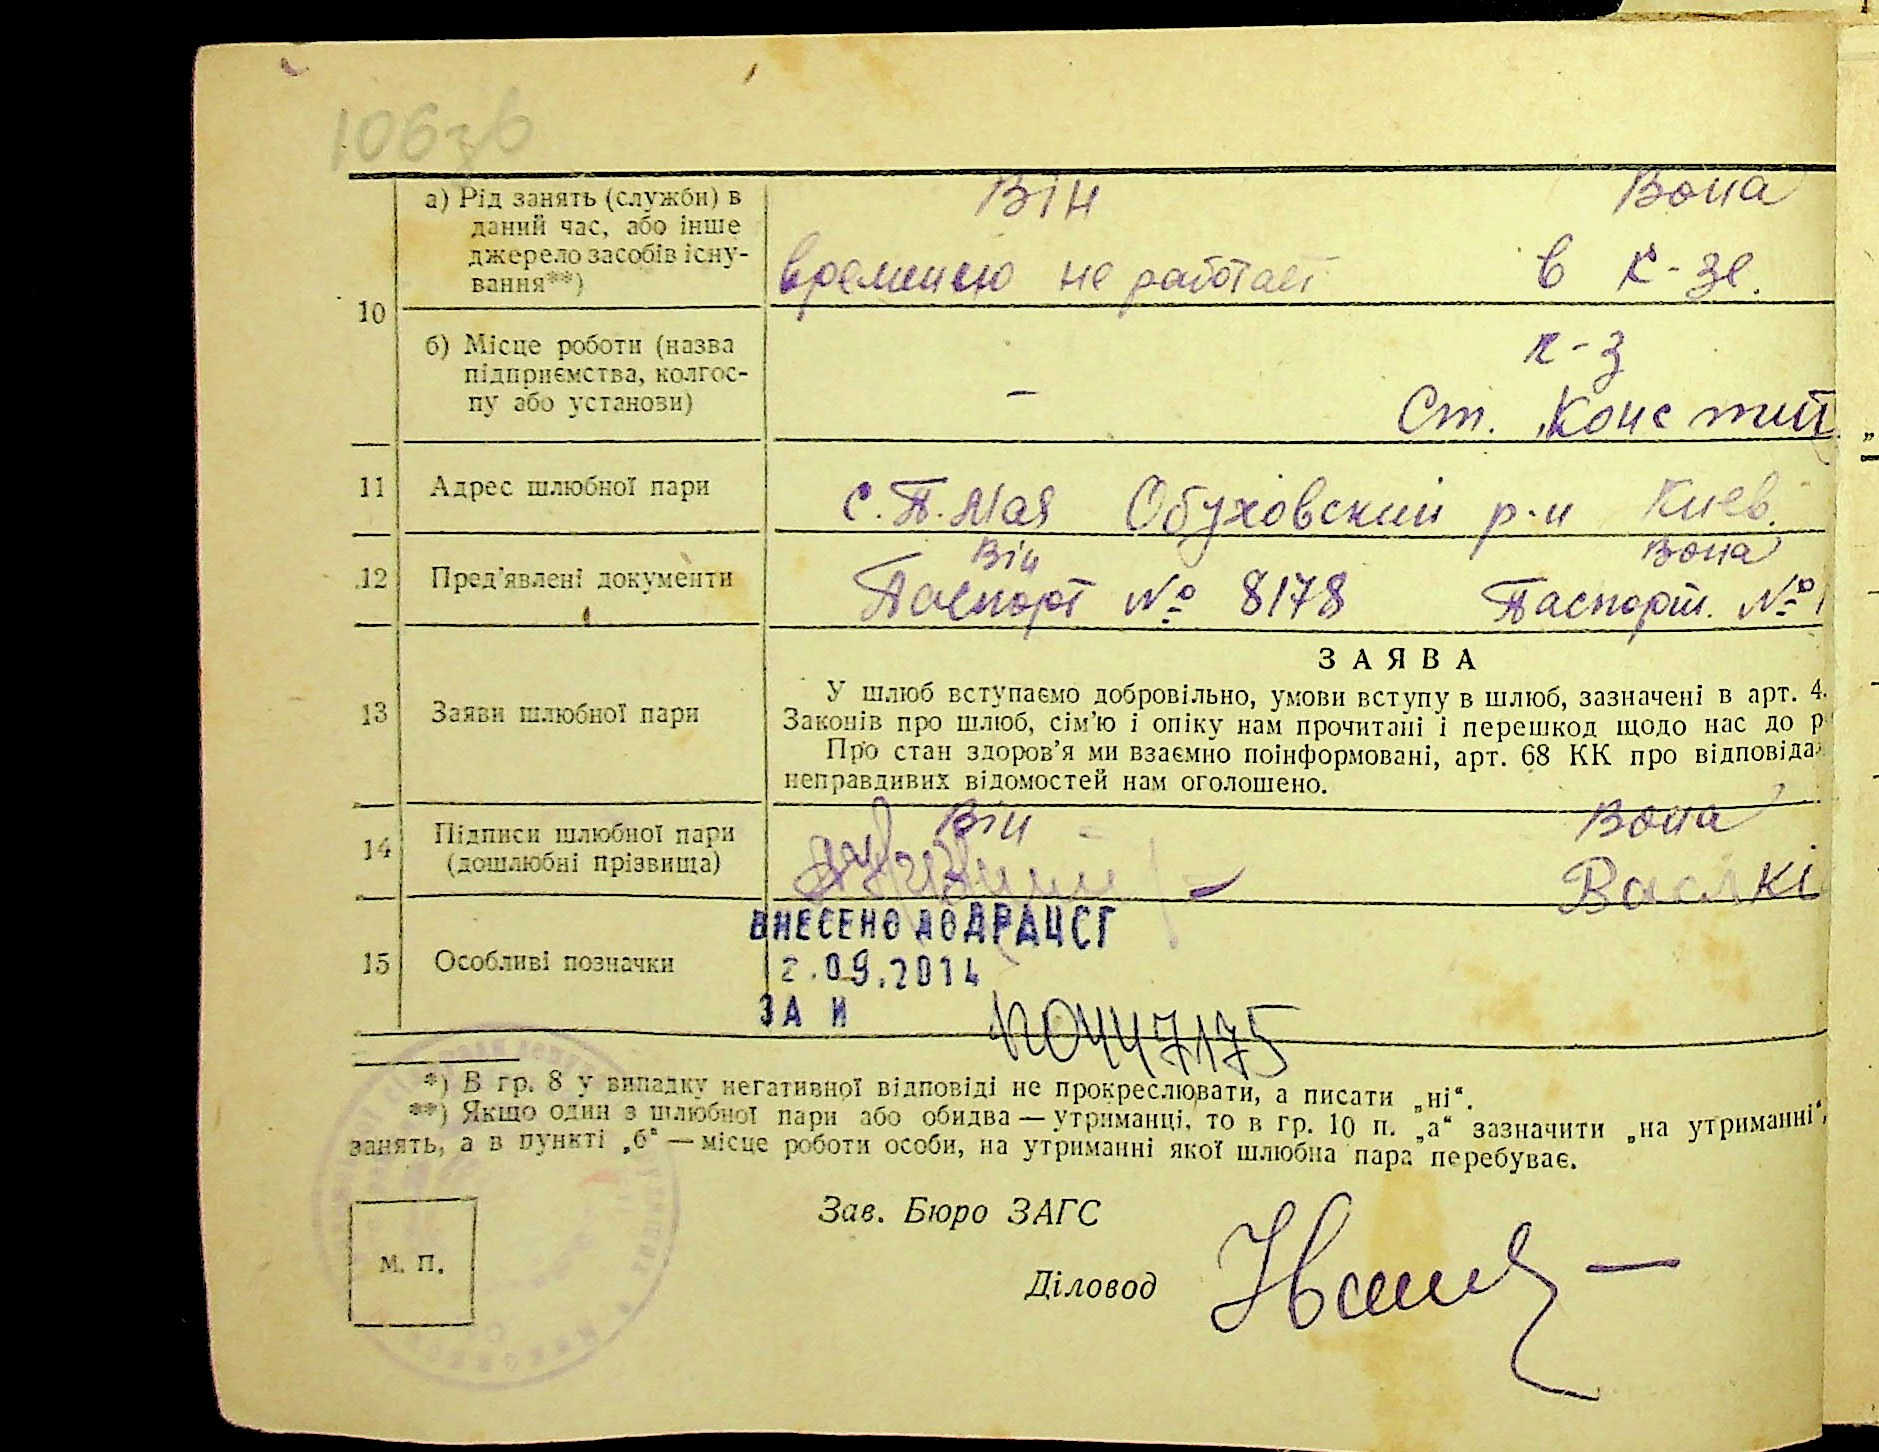 106зв
Він Вона
а) Рід занять (служби) в
даний час, або інше
джерело засобів існу-
вання**)
временно не работает в к-зе.
10
б) Місце роботи (назва
підприємства, колгос-
пу або установи)
— к-з
Ст. Констит
11 Адрес шлюбної пари с. П. Мая Обуховский р-н Киев.
Він Вона
12 Пред'явлені документи Паспорт № 8178 Паспорт. №
ЗАЯВА
13 Заяви шлюбної пари
У шлюб вступаємо добровільно, умови вступу в шлюб, зазначені в арт. 4.
Законів про шлюб, сім'ю і опіку нам прочитані і перешкод щодо нас до р
Про стан здоров'я ми взаємно поінформовані, арт. 68 КК про відповіда
неправдивих відомостей нам оголошено.
Він Вона
14 Підписи шлюбної пари
(дошлюбні прізвища)
ВНЕСЕНО ДО ДРАЦСГ
15 Особливі позначки
2.09.2014
ЗА И
N0447175
*) В гр. 8 у випадку негативної відповіді не прокреслювати, а писати „ні“.
**) Якщо один з шлюбної пари або обидва — утриманці, то в гр. 10 п. „а“ зазначити „на утриманні“,
занять, а в пункті „б“ — місце роботи особи, на утриманні якої шлюбна пара перебуває.
Зав. Бюро ЗАГС
М. П.
Діловод